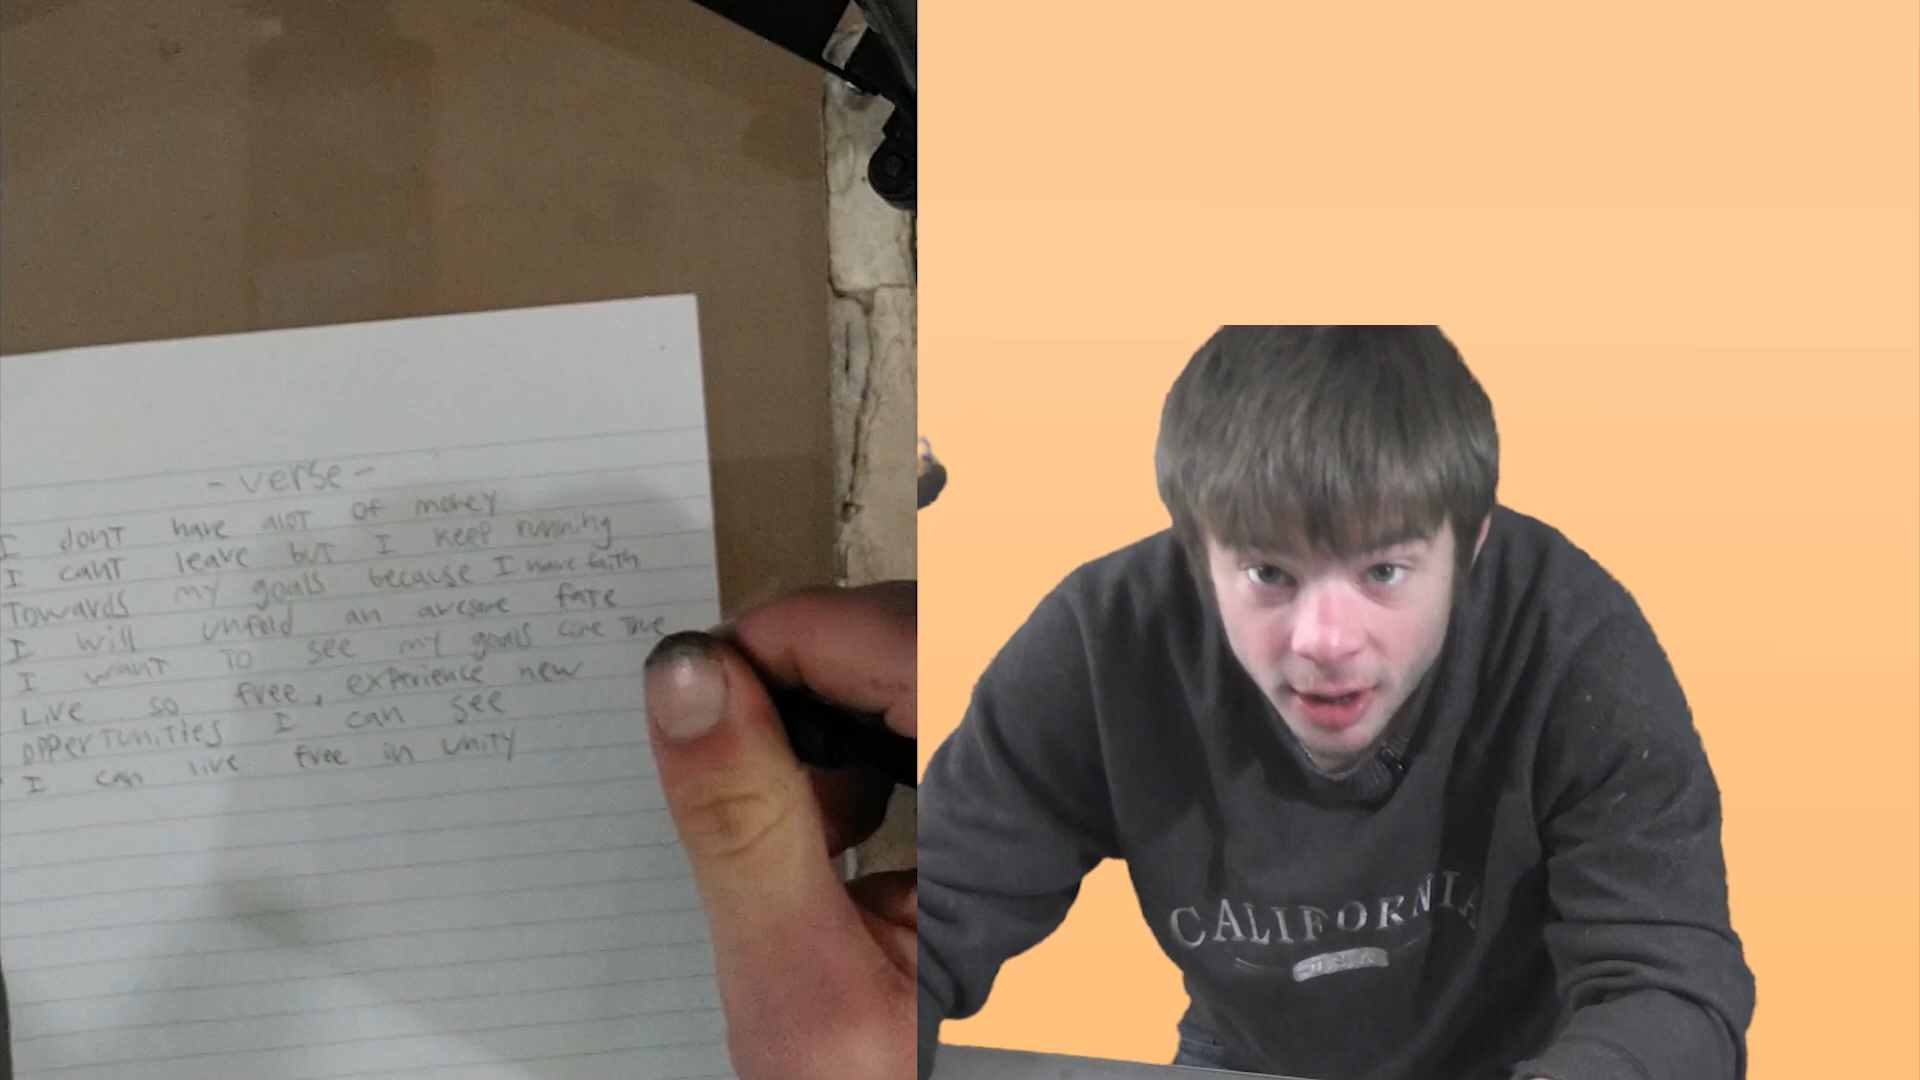 - verse -
I dont have alot of money
I cant leave but I keep running
Towards my goals because I have faith
I will unfold an awesome fate
I want To see my goals come True
Live so free, experience new
opperTuniTies I can see
I can live free in unity
CALIFORNIA
U.S.A